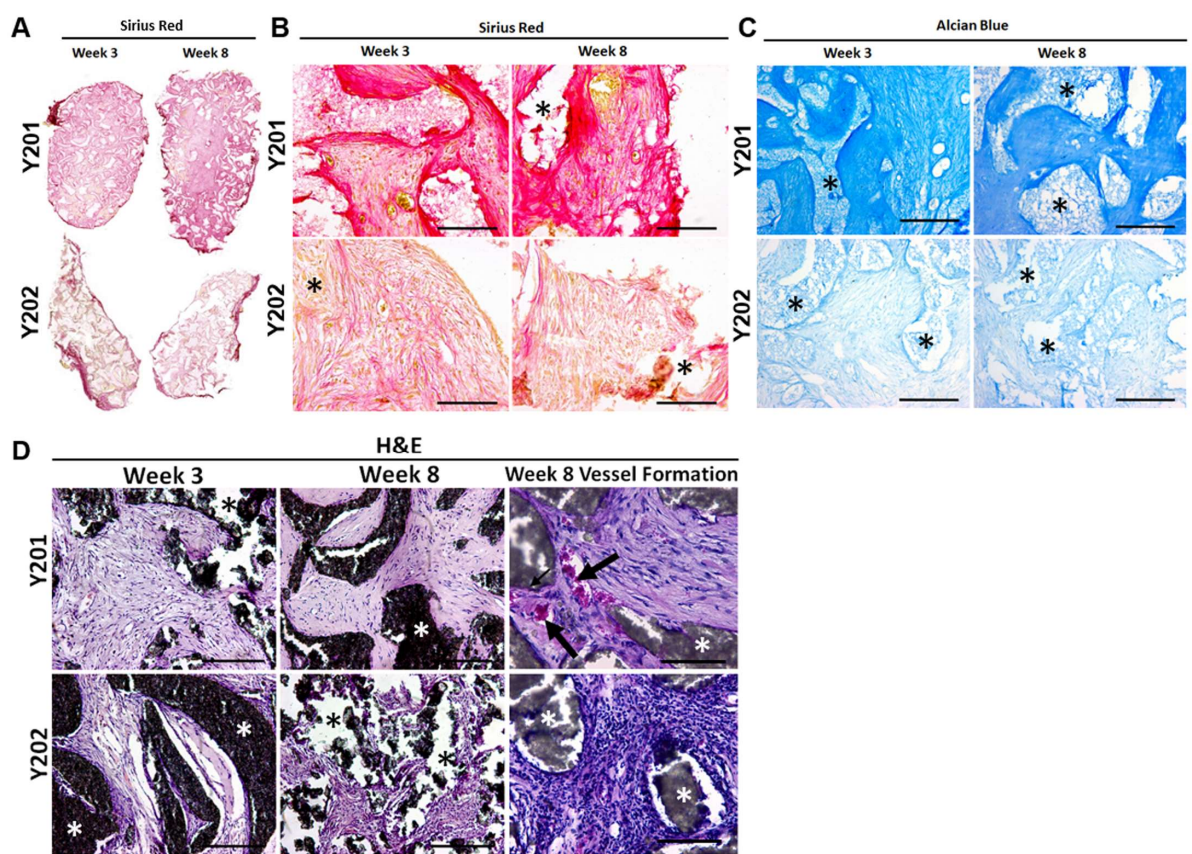 A
Sirius Red
Week 3 Week 8
Y201
Y202
B
Sirius Red
Week 3 Week 8
Y201
Y202
C
Alcian Blue
Week 3 Week 8
Y201
Y202
D
H&E
Week 3 Week 8 Week 8 Vessel Formation
Y201
Y202